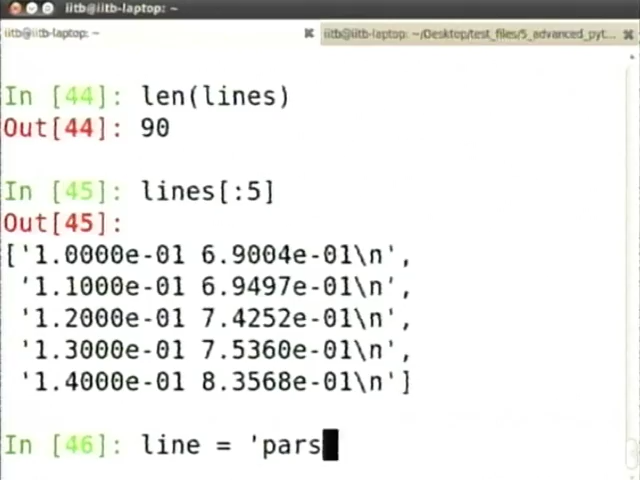 iitb@iitb-laptop: ~
iitb@iitb-laptop: ~
iitb@iitb-laptop: ~/Desktop/test_files/5_advanced_pyt...
In [44]: len(lines)
Out[44]: 90
In [45]: lines[:5]
Out[45]:
['1.0000e-01 6.9004e-01\n',
'1.1000e-01 6.9497e-01\n',
'1.2000e-01 7.4252e-01\n',
'1.3000e-01 7.5360e-01\n',
'1.4000e-01 8.3568e-01\n']
In [46]: line = 'pars